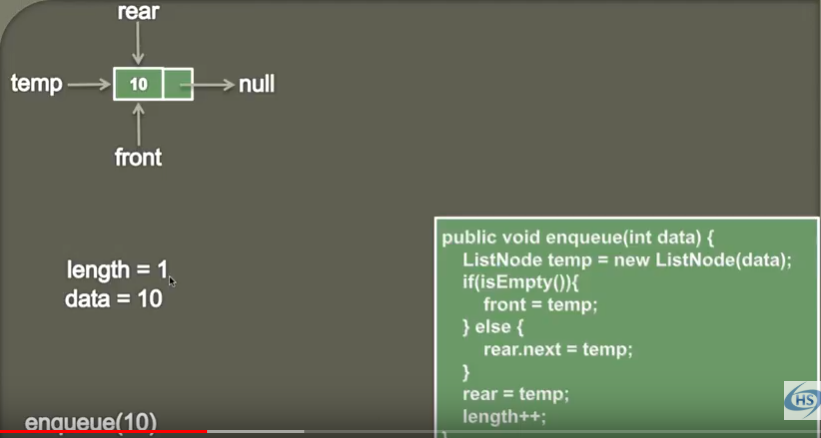 rear
temp
10
null
front
length = 1
data = 10
public void enqueue(int data) {
ListNode temp = new ListNode(data);
if(isEmpty()){
front = temp;
} else {
rear.next = temp;
}
rear = temp;
length++;
}
enqueue(10)
HS